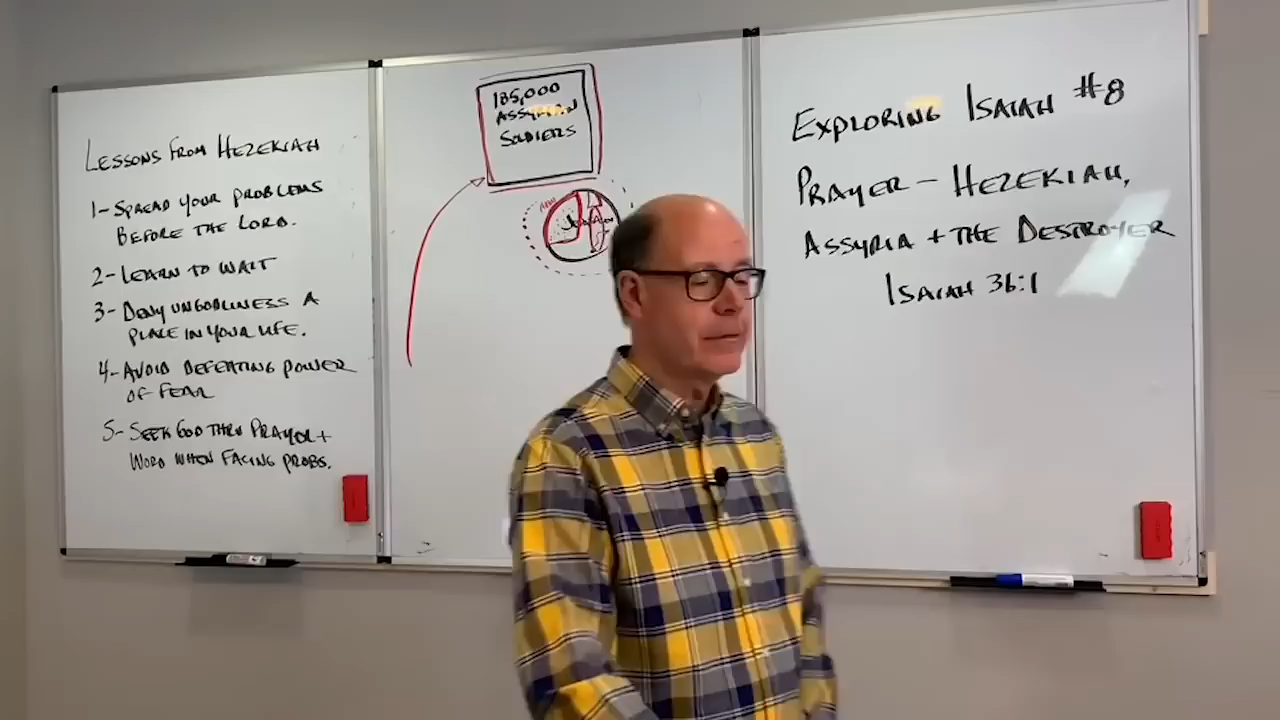 LESSONS FROM HEZEKIAH
1- SPREAD YOUR PROBLEMS
BEFORE THE LORD.
2- LEARN TO WAIT
3- DENY UNGODLINESS A
PLACE IN YOUR LIFE.
4- AVOID DEFEATING POWER
OF FEAR
5- SEEK GOD THRU PRAYER +
WORD WHEN FACING PROBS.
185,000
ASSYRIAN
SOLDIERS
EXPLORING ISAIAH #8
PRAYER - HEZEKIAH,
ASSYRIA + THE DESTROYER
ISAIAH 36:1